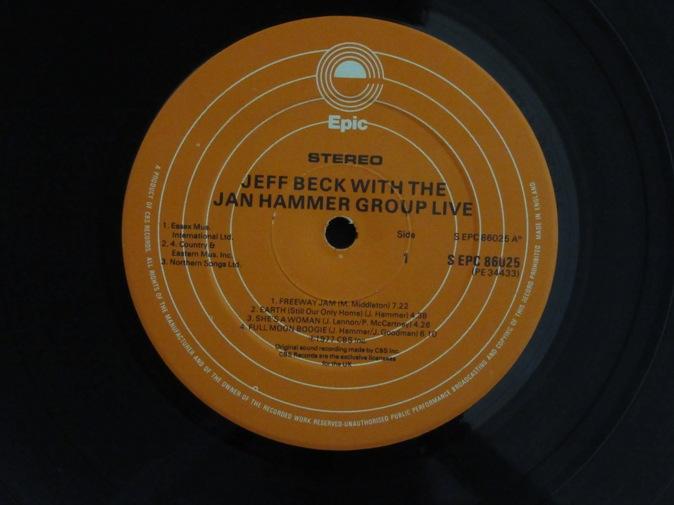 Epic
STEREO
JEFF BECK WITH THE
JAN HAMMER GROUP LIVE
1. Essex Mus.
International Ltd.
2. 4. Country &
Eastern Mus. Inc.
3. Northern Songs Ltd.
Side
1
S EPC 86025 A
S EPC 86025
(PE 34433)
1. FREEWAY JAM (M. Middleton) 7.22
2. EARTH (Still Our Only Home) (J. Hammer) 4.38
3. SHE'S A WOMAN (J. Lennon/P. McCartney) 4.26
4. FULL MOON BOOGIE (J. Hammer/J. Goodman) 6.10
℗ 1977 CBS Inc.
Original sound recording made by CBS Inc.
CBS Records are the exclusive licensees
for the UK
A PRODUCT OF CBS RECORDS. ALL RIGHTS OF THE MANUFACTURER AND OF THE OWNER OF THE RECORDED WORK RESERVED-UNAUTHORISED PUBLIC PERFORMANCE BROADCASTING AND COPYING OF THIS RECORD PROHIBITED MADE IN ENGLAND